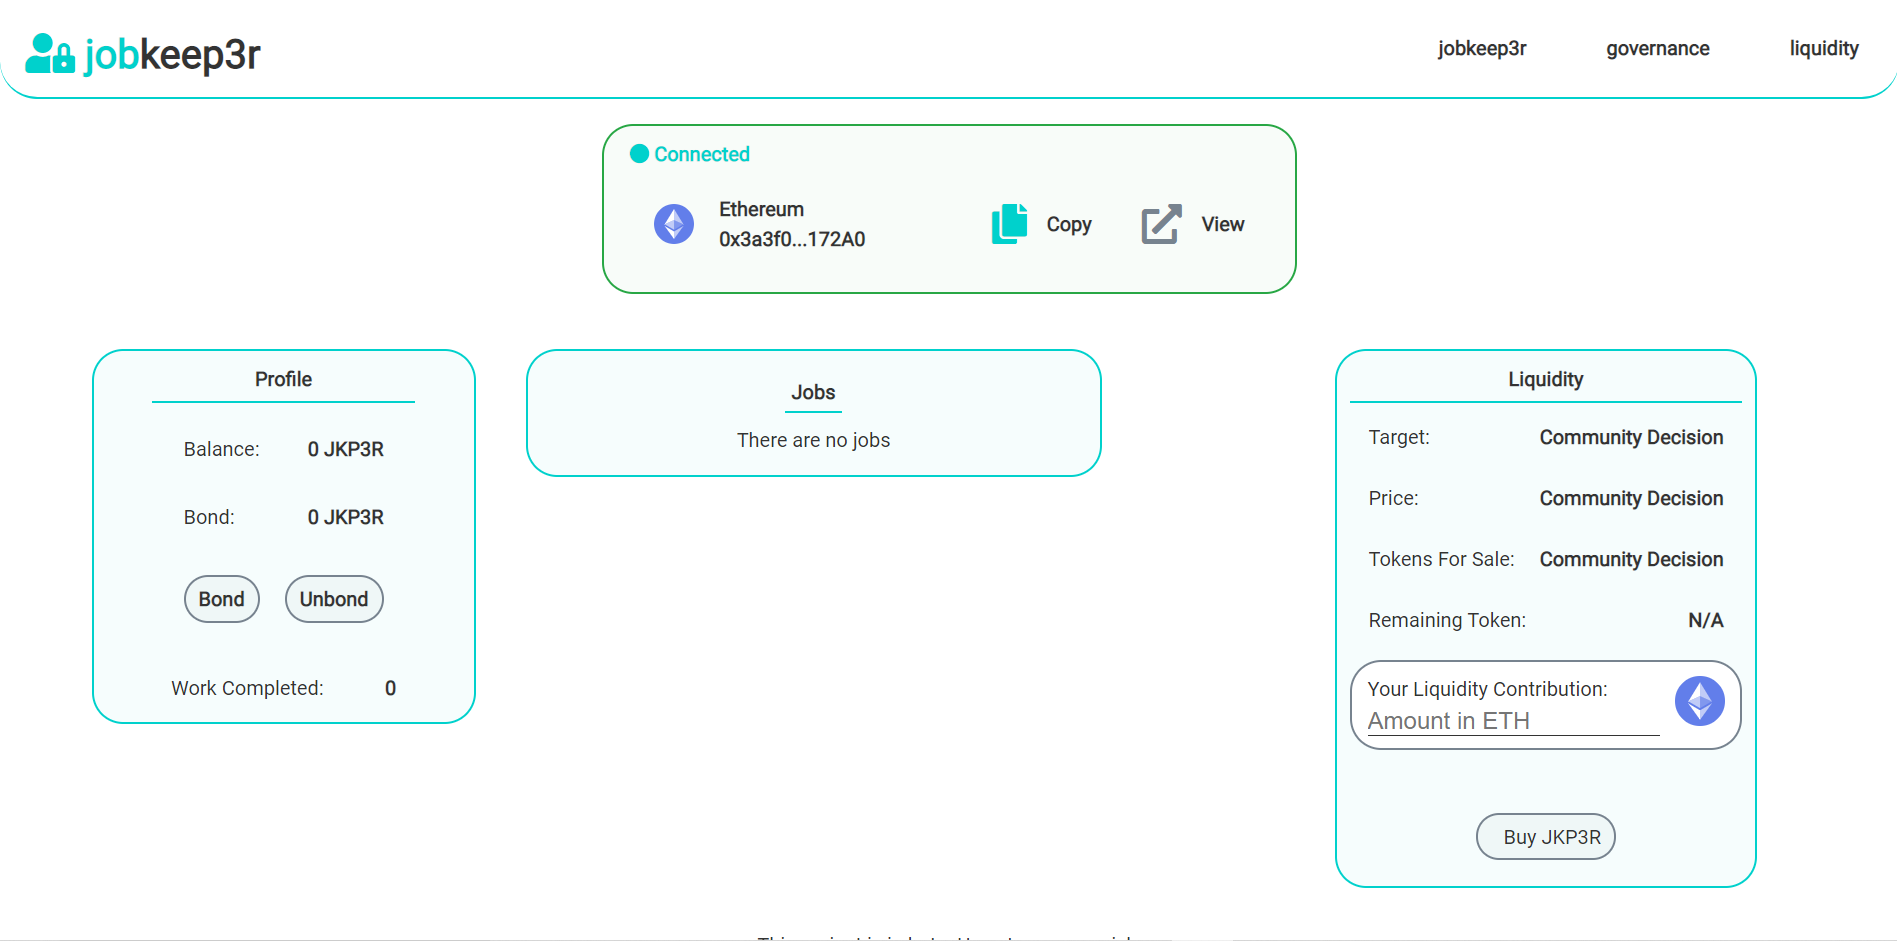 jobkeep3r
jobkeep3r governance liquidity
Connected
Ethereum
0x3a3f0...172A0
Copy
View
Profile
Balance: 0 JKP3R
Bond: 0 JKP3R
Bond Unbond
Work Completed: 0
Jobs
There are no jobs
Liquidity
Target: Community Decision
Price: Community Decision
Tokens For Sale: Community Decision
Remaining Token: N/A
Your Liquidity Contribution:
Amount in ETH
Buy JKP3R